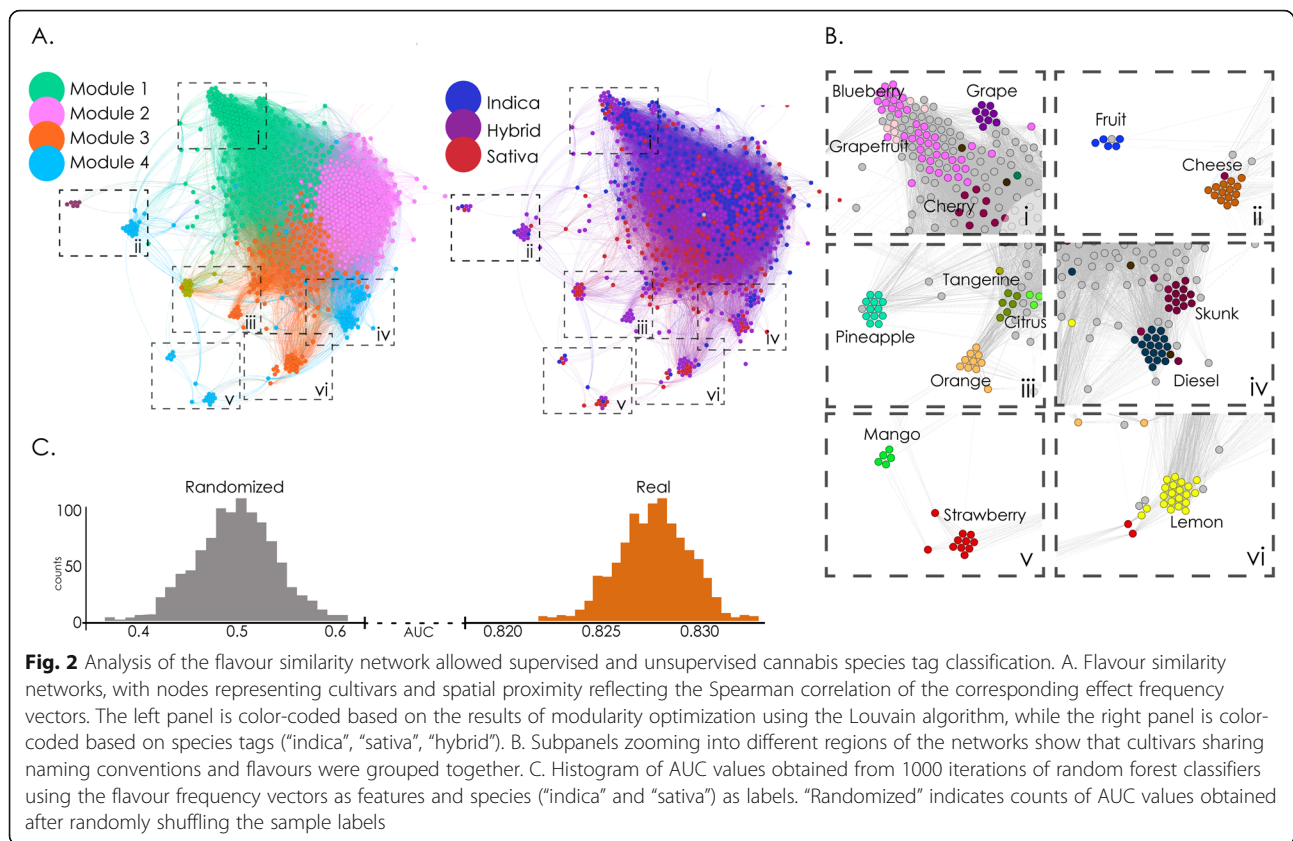 A.
Module 1
Module 2
Module 3
Module 4
i
ii
iii
iv
v
vi
Indica
Hybrid
Sativa
i
ii
iii
iv
v
vi
B.
Blueberry
Grape
Grapefruit
Cherry
i
Fruit
Cheese
ii
Tangerine
Citrus
Pineapple
Orange
iii
Skunk
Diesel
iv
Mango
Strawberry
v
Lemon
vi
C.
Randomized
Real
counts
100
50
0
0.4 0.5 0.6 AUC 0.820 0.825 0.830
Fig. 2 Analysis of the flavour similarity network allowed supervised and unsupervised cannabis species tag classification. A. Flavour similarity
networks, with nodes representing cultivars and spatial proximity reflecting the Spearman correlation of the corresponding effect frequency
vectors. The left panel is color-coded based on the results of modularity optimization using the Louvain algorithm, while the right panel is color-
coded based on species tags (“indica”, “sativa”, “hybrid”). B. Subpanels zooming into different regions of the networks show that cultivars sharing
naming conventions and flavours were grouped together. C. Histogram of AUC values obtained from 1000 iterations of random forest classifiers
using the flavour frequency vectors as features and species (“indica” and “sativa”) as labels. “Randomized” indicates counts of AUC values obtained
after randomly shuffling the sample labels